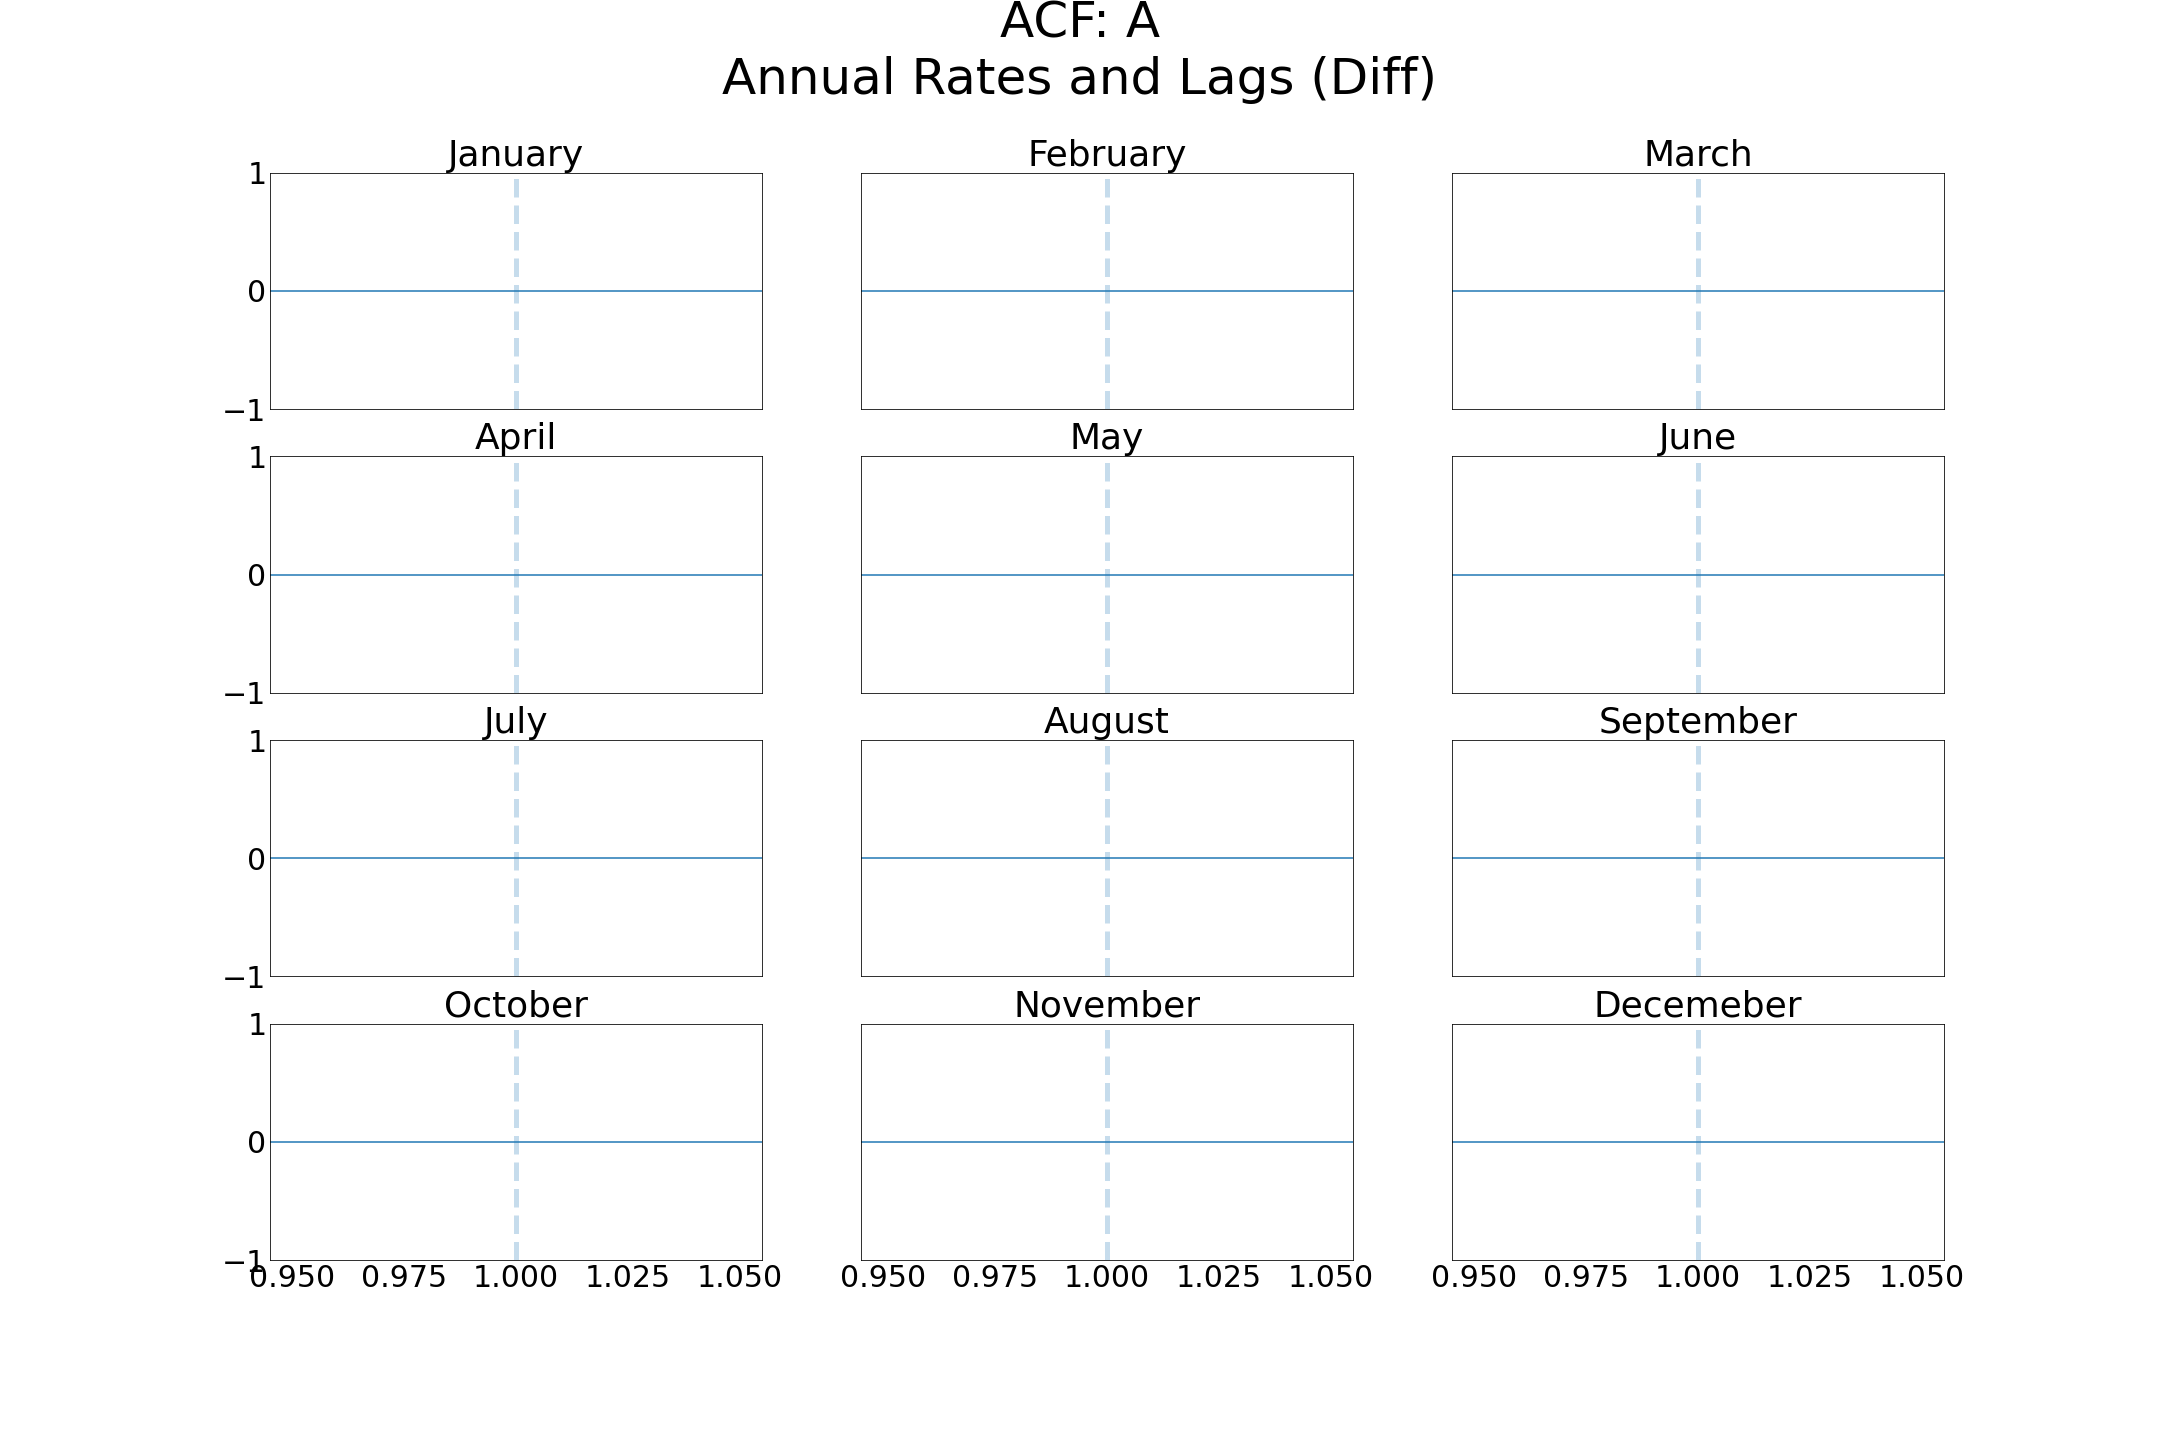 ACF: A
Annual Rates and Lags (Diff)
January
February
March
1
0
−1
April
May
June
1
0
−1
July
August
September
1
0
−1
October
November
Decemeber
1
0
−1
0.950 0.975 1.000 1.025 1.050
0.950 0.975 1.000 1.025 1.050
0.950 0.975 1.000 1.025 1.050